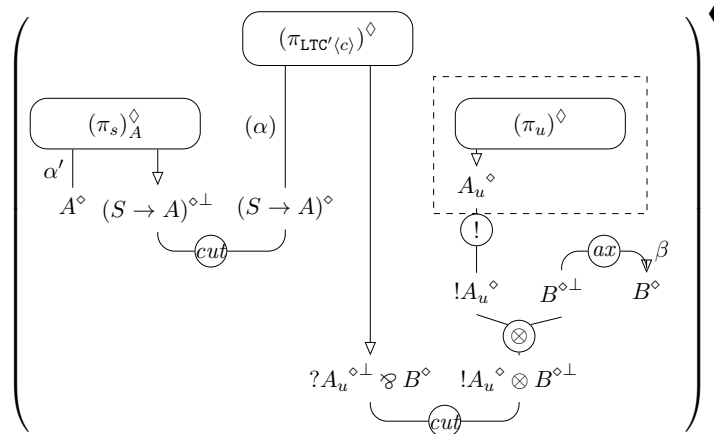 (π_LTC'⟨c⟩)^◊
(π_s)_A^◊
(α)
(π_u)^◊
α′
A^⋄ (S → A)^⋄⊥ (S → A)^⋄
A_u^⋄
!
cut
ax β
!A_u^⋄ B^⋄⊥ B^⋄
⊗
?A_u^⋄⊥ ⅋ B^⋄ !A_u^⋄ ⊗ B^⋄⊥
cut